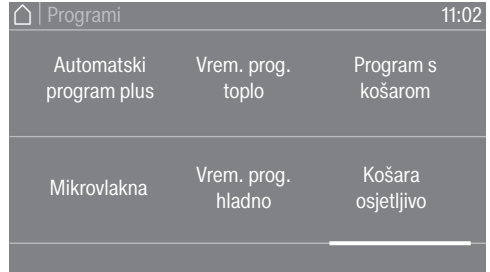 Programi 11:02
Automatski program plus
Vrem. prog. toplo
Program s košarom
Mikrovlakna
Vrem. prog. hladno
Košara osjetljivo